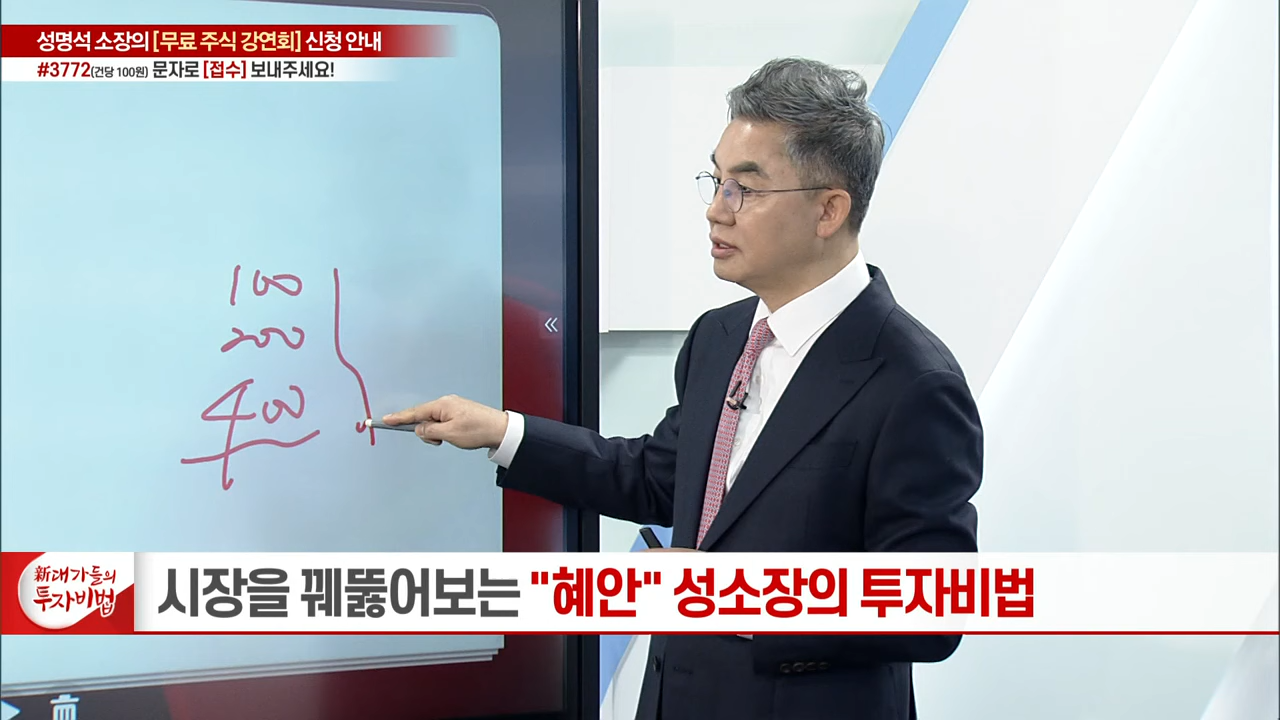 성명석 소장의 [무료 주식 강연회] 신청 안내
#3772(건당 100원) 문자로 [접수] 보내주세요!
100
200
400
新대가들의
투자비법
시장을 꿰뚫어보는 "혜안" 성소장의 투자비법